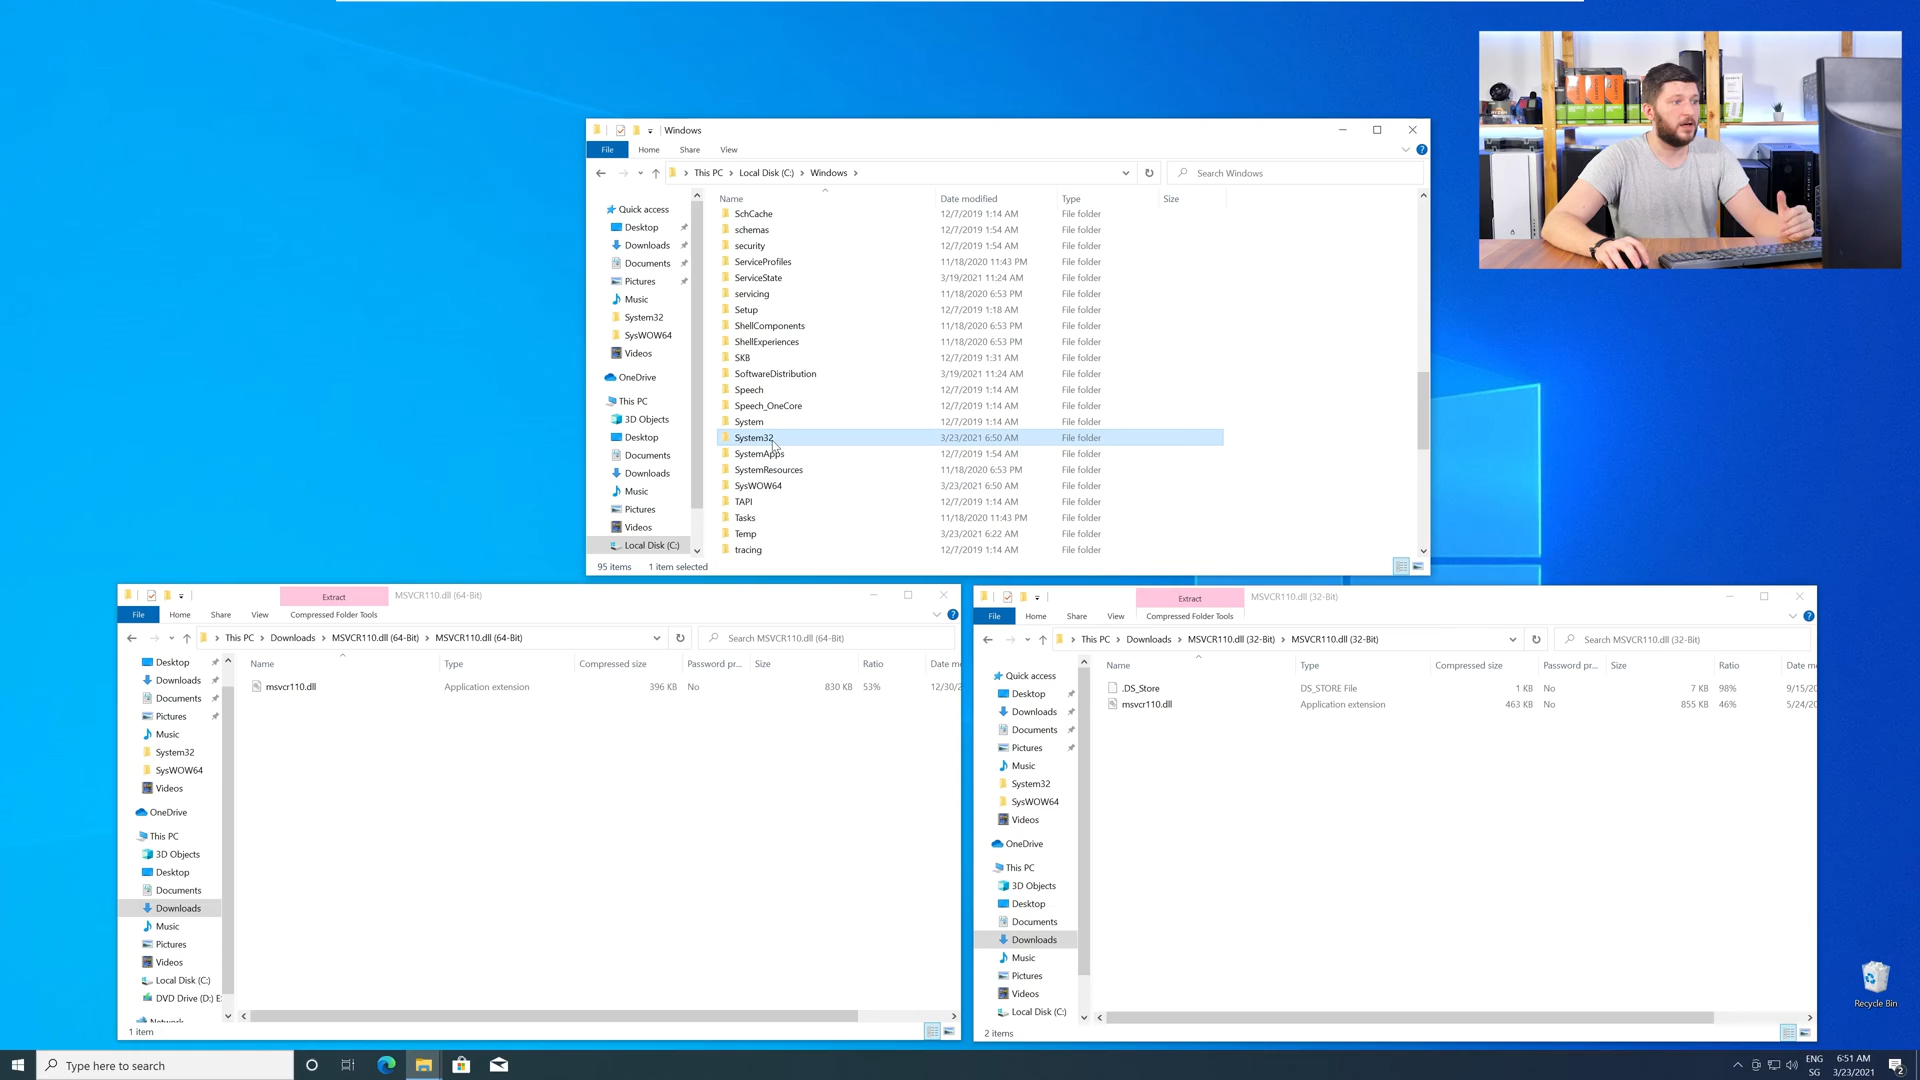 Windows
File Home Share View
This PC Local Disk (C:) Windows
Search Windows
Name Date modified Type Size
Quick access
Desktop
Downloads
Documents
Pictures
Music
System32
SysWOW64
Videos
OneDrive
This PC
3D Objects
Desktop
Documents
Downloads
Music
Pictures
Videos
Local Disk (C:)
SchCache 12/7/2019 1:14 AM File folder
schemas 12/7/2019 1:54 AM File folder
security 12/7/2019 1:54 AM File folder
ServiceProfiles 11/18/2020 11:43 PM File folder
ServiceState 3/19/2021 11:24 AM File folder
servicing 11/18/2020 6:53 PM File folder
Setup 12/7/2019 1:18 AM File folder
ShellComponents 11/18/2020 6:53 PM File folder
ShellExperiences 11/18/2020 6:53 PM File folder
SKB 12/7/2019 1:31 AM File folder
SoftwareDistribution 3/19/2021 11:24 AM File folder
Speech 12/7/2019 1:14 AM File folder
Speech_OneCore 12/7/2019 1:14 AM File folder
System 12/7/2019 1:14 AM File folder
System32 3/23/2021 6:50 AM File folder
SystemApps 12/7/2019 1:54 AM File folder
SystemResources 11/18/2020 6:53 PM File folder
SysWOW64 3/23/2021 6:50 AM File folder
TAPI 12/7/2019 1:14 AM File folder
Tasks 11/18/2020 11:43 PM File folder
Temp 3/23/2021 6:22 AM File folder
tracing 12/7/2019 1:14 AM File folder
95 items 1 item selected
Extract MSVCR110.dll (64-Bit)
File Home Share View Compressed Folder Tools
This PC Downloads MSVCR110.dll (64-Bit) MSVCR110.dll (64-Bit)
Search MSVCR110.dll (64-Bit)
Name Type Compressed size Password pr... Size Ratio Date m
msvcr110.dll Application extension 396 KB No 830 KB 53% 12/30/2
Desktop
Downloads
Documents
Pictures
Music
System32
SysWOW64
Videos
OneDrive
This PC
3D Objects
Desktop
Documents
Downloads
Music
Pictures
Videos
Local Disk (C:)
DVD Drive (D:) E
Network
1 item
Extract MSVCR110.dll (32-Bit)
File Home Share View Compressed Folder Tools
This PC Downloads MSVCR110.dll (32-Bit) MSVCR110.dll (32-Bit)
Search MSVCR110.dll (32-Bit)
Name Type Compressed size Password pr... Size Ratio Date m
.DS_Store DS_STORE File 1 KB No 7 KB 98% 9/15/20
msvcr110.dll Application extension 463 KB No 855 KB 46% 5/24/20
Quick access
Desktop
Downloads
Documents
Pictures
Music
System32
SysWOW64
Videos
OneDrive
This PC
3D Objects
Desktop
Documents
Downloads
Music
Pictures
Videos
Local Disk (C:)
2 items
Recycle Bin
Type here to search
ENG
SG
6:51 AM
3/23/2021
2